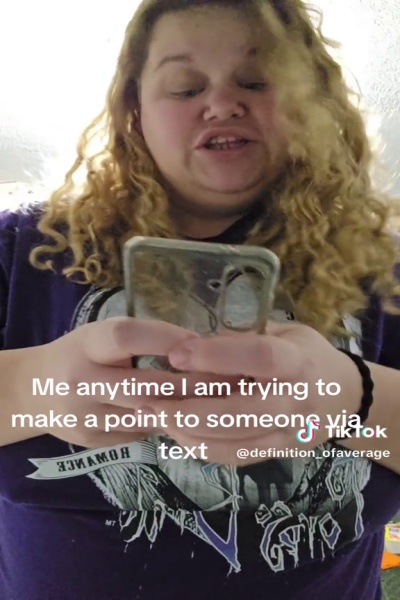 Me anytime I am trying to
make a point to someone via
text
TikTok
@definition_ofaverage
ROMANCE